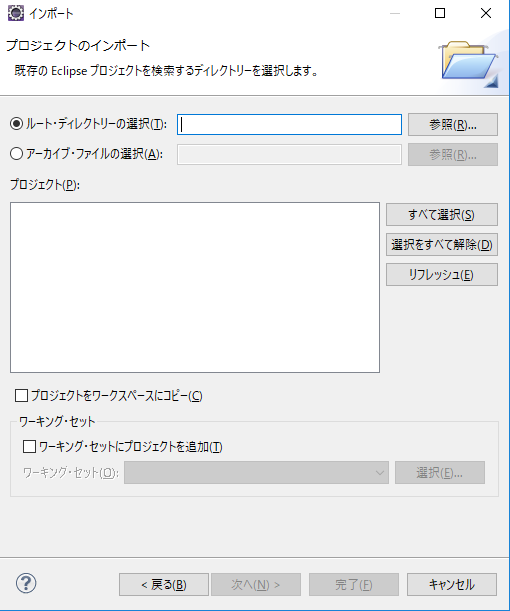 インポート
プロジェクトのインポート
既存の Eclipse プロジェクトを検索するディレクトリーを選択します。
ルート・ディレクトリーの選択(T):
参照(R)...
アーカイブ・ファイルの選択(A):
参照(R)...
プロジェクト(P):
すべて選択(S)
選択をすべて解除(D)
リフレッシュ(E)
プロジェクトをワークスペースにコピー(C)
ワーキング・セット
ワーキング・セットにプロジェクトを追加(T)
ワーキング・セット(O):
選択(E)...
?
< 戻る(B)
次へ(N) >
完了(F)
キャンセル